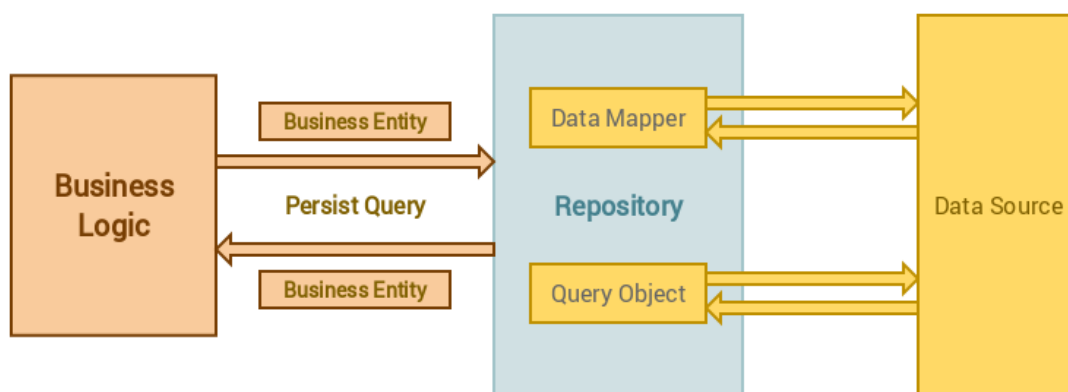 Business
Logic
Business Entity
Persist Query
Business Entity
Repository
Data Mapper
Query Object
Data Source